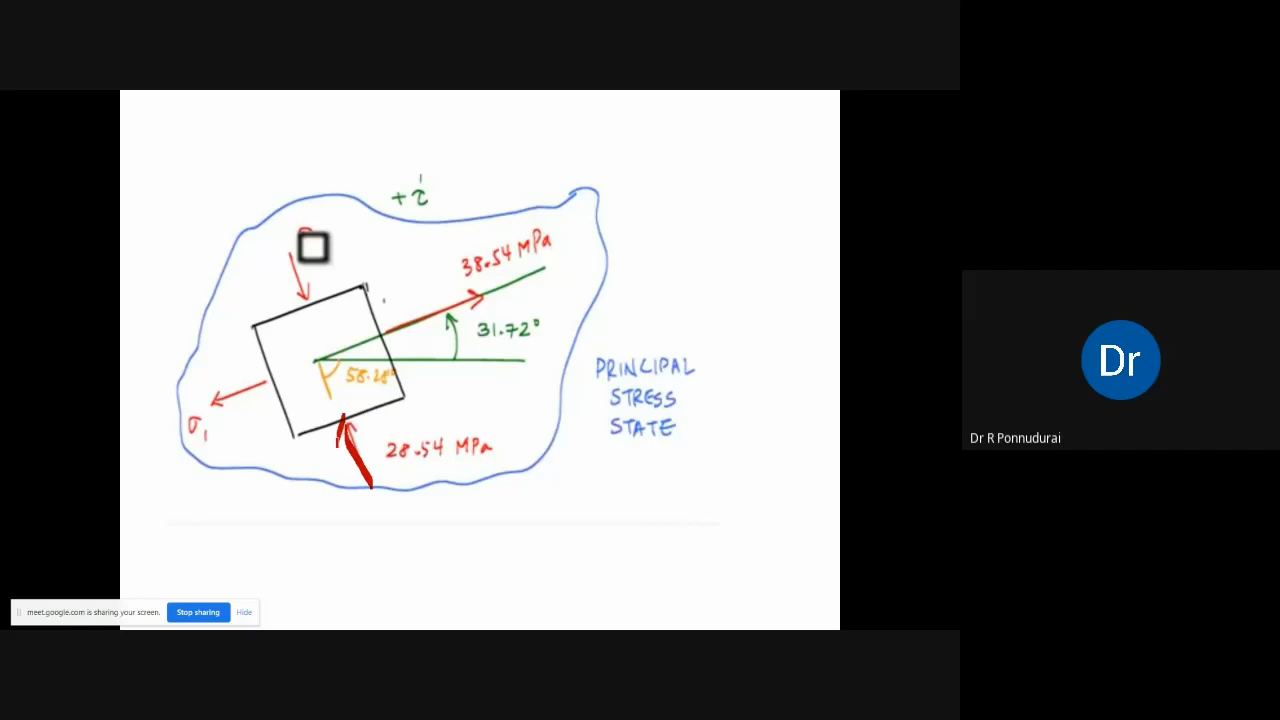 +τ
38.54 MPa
31.72°
58.28°
PRINCIPAL
STRESS
STATE
σ1
28.54 MPa
Dr
Dr R Ponnudurai
meet.google.com is sharing your screen.
Stop sharing
Hide